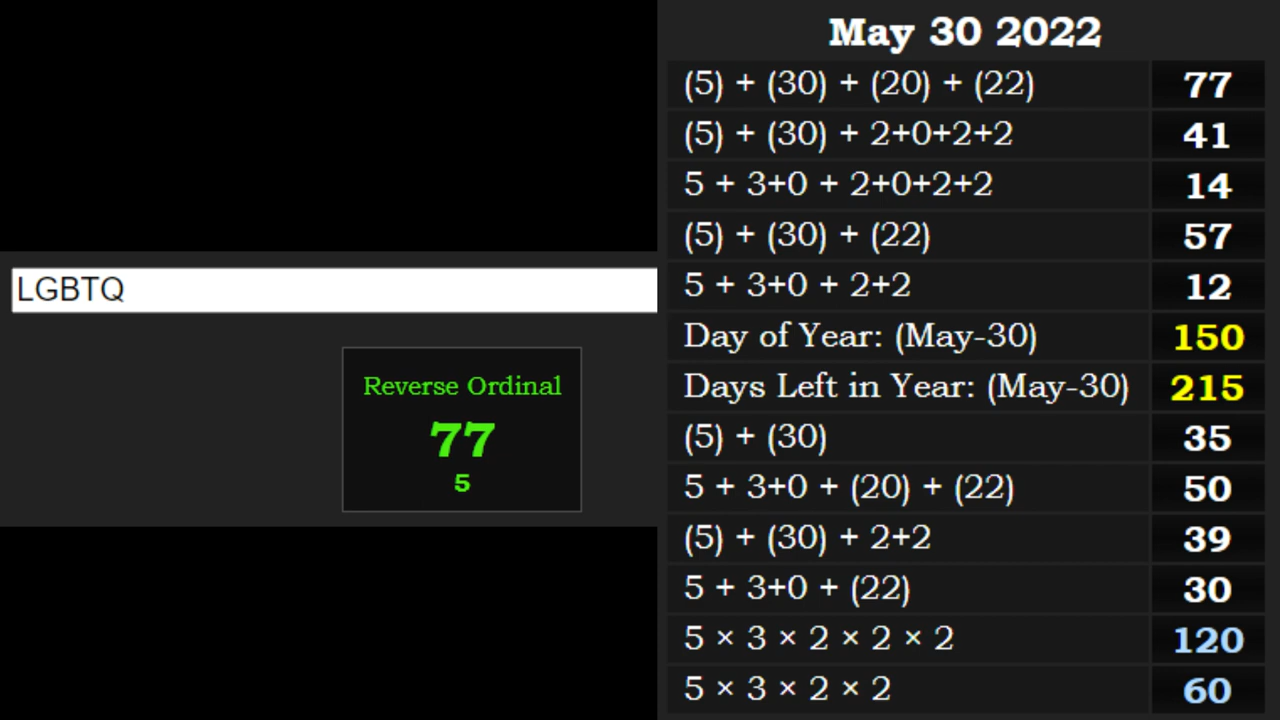 LGBTQ
Reverse Ordinal
77
5
May 30 2022
(5) + (30) + (20) + (22) 77
(5) + (30) + 2+0+2+2 41
5 + 3+0 + 2+0+2+2 14
(5) + (30) + (22) 57
5 + 3+0 + 2+2 12
Day of Year: (May-30) 150
Days Left in Year: (May-30) 215
(5) + (30) 35
5 + 3+0 + (20) + (22) 50
(5) + (30) + 2+2 39
5 + 3+0 + (22) 30
5 × 3 × 2 × 2 × 2 120
5 × 3 × 2 × 2 60